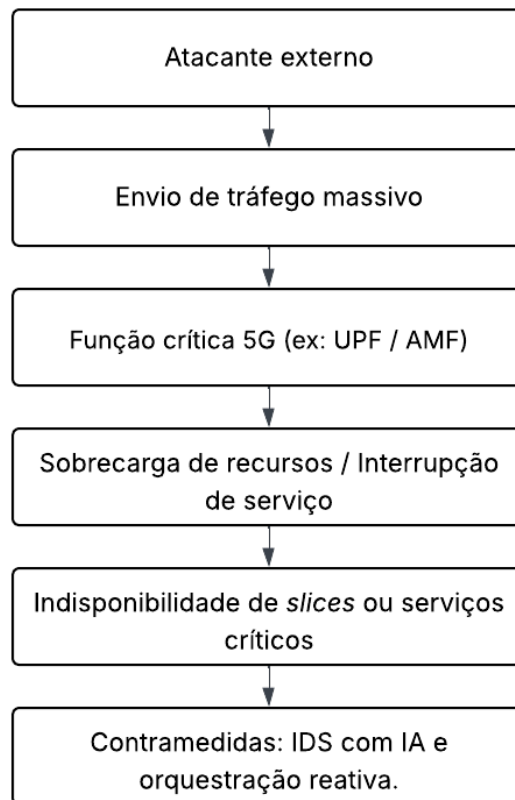 Atacante externo
Envio de tráfego massivo
Função crítica 5G (ex: UPF / AMF)
Sobrecarga de recursos / Interrupção
de serviço
Indisponibilidade de slices ou serviços
críticos
Contramedidas: IDS com IA e
orquestração reativa.